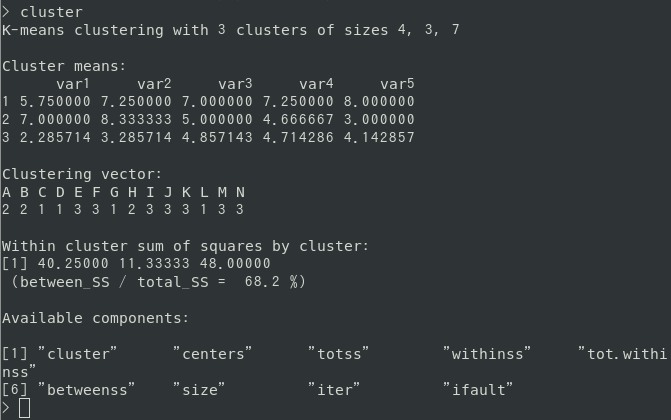 > cluster
K-means clustering with 3 clusters of sizes 4, 3, 7
Cluster means:
      var1     var2     var3     var4     var5
1 5.750000 7.250000 7.000000 7.250000 8.000000
2 7.000000 8.333333 5.000000 4.666667 3.000000
3 2.285714 3.285714 4.857143 4.714286 4.142857
Clustering vector:
A B C D E F G H I J K L M N
2 2 1 1 3 3 1 2 3 3 3 1 3 3
Within cluster sum of squares by cluster:
[1] 40.25000 11.33333 48.00000
 (between_SS / total_SS =  68.2 %)
Available components:
[1] ”cluster”      ”centers”      ”totss”        ”withinss”     ”tot.withi
nss”
[6] ”betweenss”    ”size”         ”iter”         ”ifault”
>